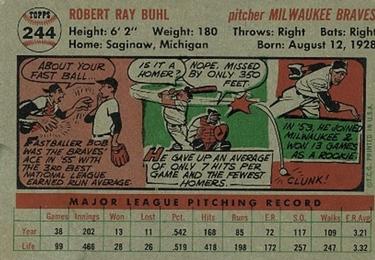 TOPPS
244
ROBERT RAY BUHL
pitcher MILWAUKEE BRAVES
Height: 6' 2" Weight: 180 Throws: Right Bats: Right
Home: Saginaw, Michigan Born: August 12, 1928
ABOUT YOUR
FAST BALL...
FASTBALLER BOB
WAS THE BRAVES'
ACE IN '55 WITH
THE 3RD BEST
NATIONAL LEAGUE
EARNED RUN AVERAGE.
IS IT A
HOMER?
NOPE. MISSED
BY ONLY 350
FEET.
HE GAVE UP AN AVERAGE
OF ONLY 7 HITS PER
GAME AND THE FEWEST
HOMERS.
IN '53, HE JOINED
MILWAUKEE &
WON 13 GAMES
AS A
ROOKIE.
CLUNK!
©T.C.G. PRINTED IN U.S.A.
MAJOR LEAGUE PITCHING RECORD
Games Innings Won Lost Pct. Hits Runs E.R. S.O. Walks E.R.Avg.
Year 38 202 13 11 .542 168 85 72 117 109 3.21
Life 99 466 28 26 .519 418 198 172 247 247 3.32